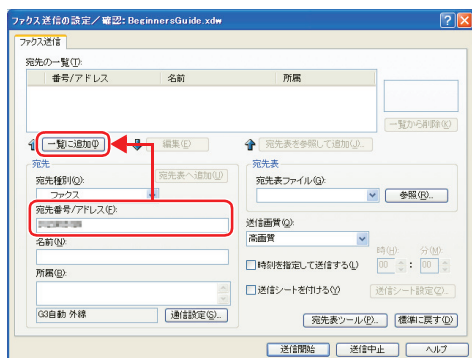 ファクス送信の設定／確認: BeginnersGuide.xdw
ファクス送信
宛先の一覧(T):
番号/アドレス 名前 所属
一覧から削除(K)
一覧に追加(I) 編集(E) 宛先表を参照して追加(J)...
宛先 宛先表
宛先種別(O): 宛先表へ追加(U)
ファクス
宛先表ファイル(G):
参照(R)...
宛先番号/アドレス(F):
送信画質(Q):
高画質
名前(N):
時(H): 分(M):
時刻を指定して送信する(L) 00 : 00
所属(B):
送信シートを付ける(Y) 送信シート設定(Z)...
G3自動 外線 通信設定(S)...
宛先表ツール(P)... 標準に戻す(D)
送信開始 送信中止 ヘルプ